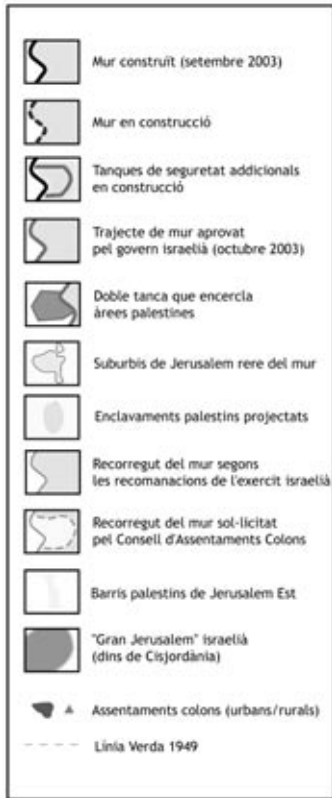 Mur construït (setembre 2003)
Mur en construcció
Tanques de seguretat addicionals
en construcció
Trajecte de mur aprovat
pel govern israelià (octubre 2003)
Doble tanca que encercla
àrees palestines
Suburbis de Jerusalem rere del mur
Enclavaments palestins projectats
Recorregut del mur segons
les recomanacions de l'exercit israelià
Recorregut del mur sol-licitat
pel Consell d'Assentaments Colons
Barris palestins de Jerusalem Est
"Gran Jerusalem" israelià
(dins de Cisjordània)
Assentaments colons (urbans/rurals)
Línia Verda 1949